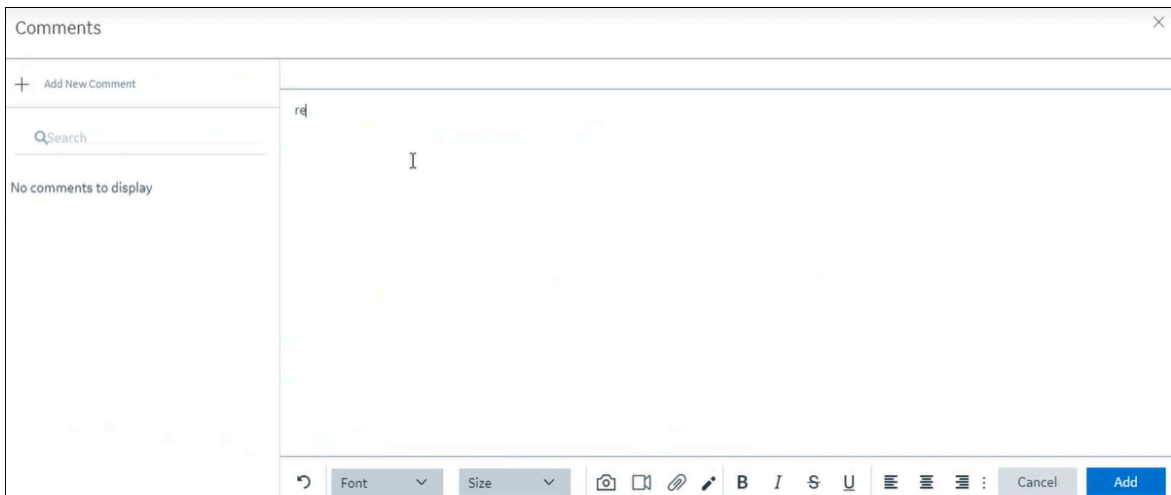 Comments
Add New Comment
re
Search
No comments to display
Font
Size
B I S U
Cancel
Add